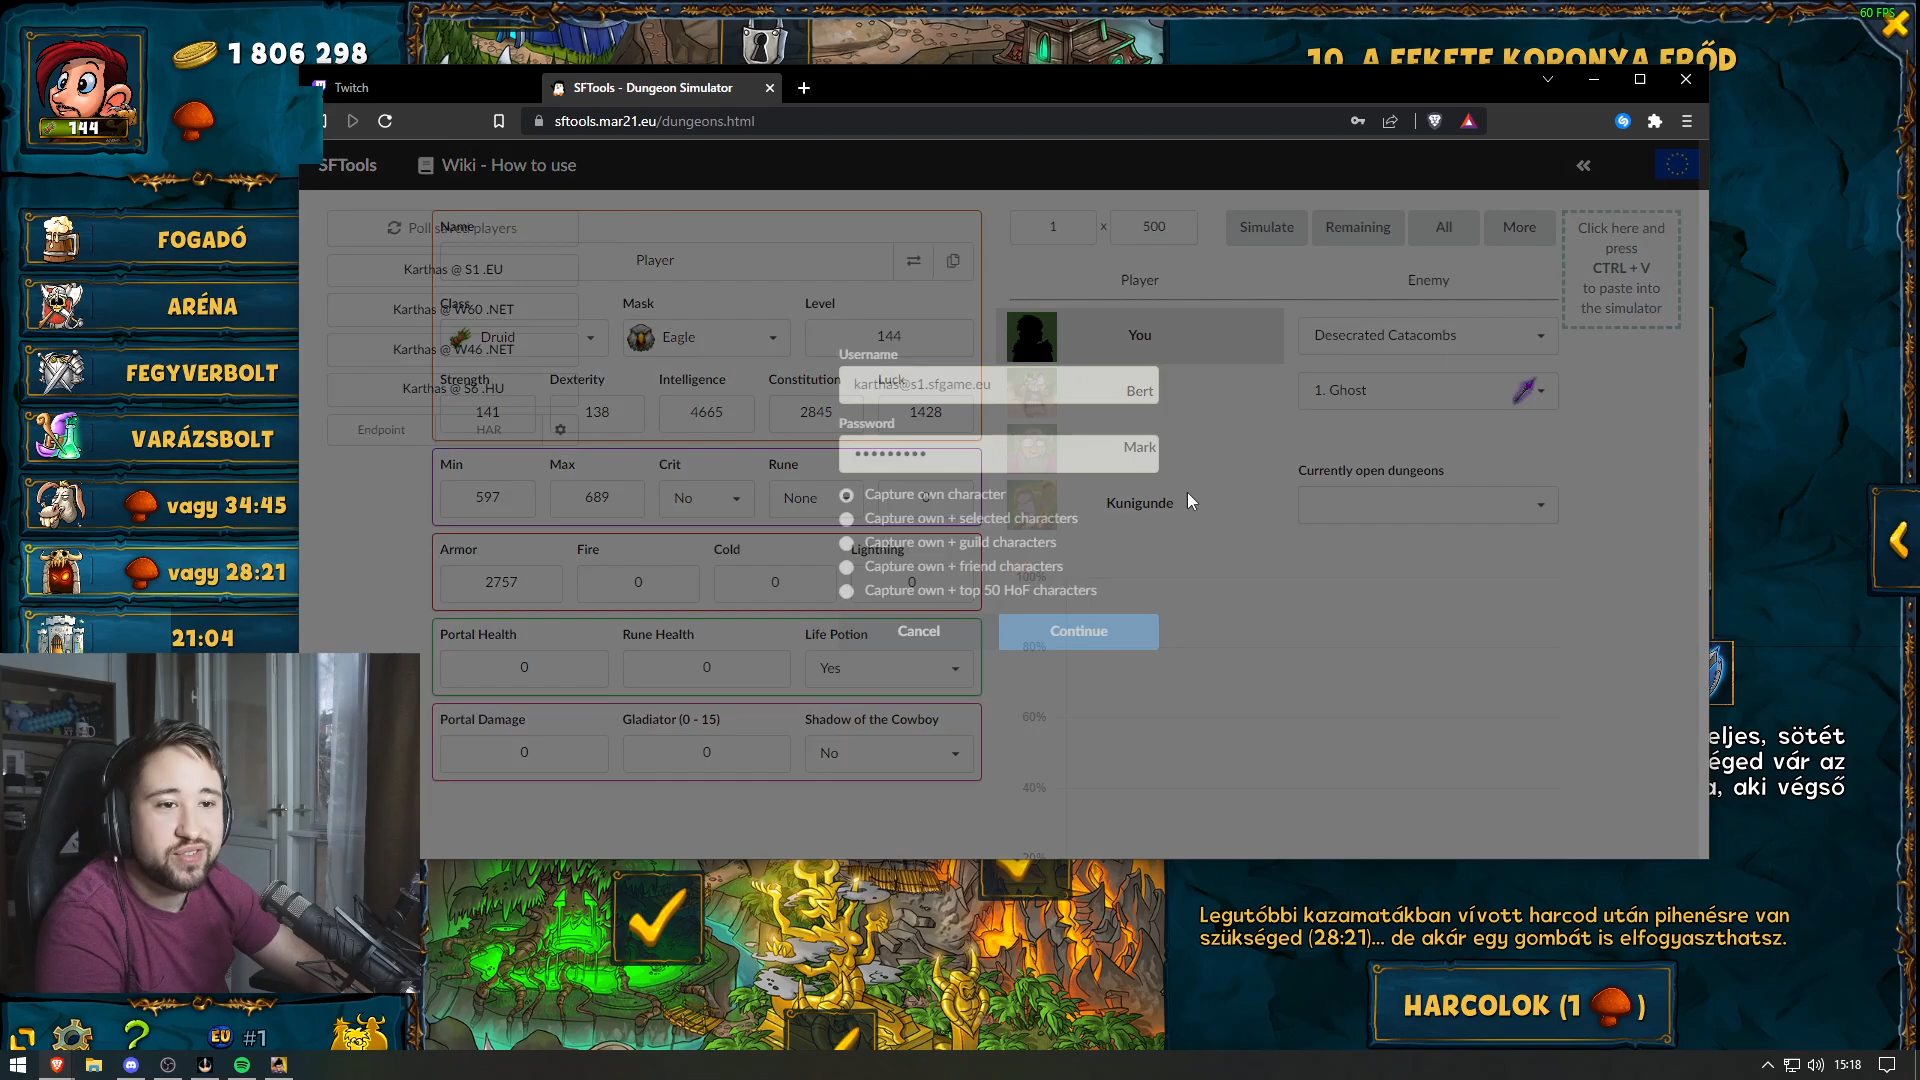 60 FPS
1 806 298
144
10. A FEKETE KOPONYA ERŐD
Twitch
SFTools - Dungeon Simulator
sftools.mar21.eu/dungeons.html
SFTools
Wiki - How to use
FOGADÓ
ARÉNA
FEGYVERBOLT
VARÁZSBOLT
vagy 34:45
vagy 28:21
21:04
Karthas @ S1 .EU
Karthas @ W60 .NET
Karthas @ W46 .NET
Karthas @ S6 .HU
Endpoint
HAR
Name
Player
Class
Mask
Level
Druid
Eagle
144
Strength
Dexterity
Intelligence
Constitution
Luck
141
138
4665
2845
1428
Min
Max
Crit
Rune
597
689
No
None
0
Armor
Fire
Cold
Lightning
2757
0
0
0
Portal Health
Rune Health
Life Potion
0
0
Yes
Portal Damage
Gladiator (0 - 15)
Shadow of the Cowboy
0
0
No
Username
karthas@s1.sfgame.eu
Password
Capture own character
Capture own + selected characters
Capture own + guild characters
Capture own + friend characters
Capture own + top 50 HoF characters
Cancel
Continue
1
x
500
Simulate
Remaining
All
More
Player
Enemy
You
Bert
Mark
Kunigunde
Desecrated Catacombs
1. Ghost
Currently open dungeons
Click here and
press
CTRL + V
to paste into
the simulator
100%
80%
60%
40%
20%
eljes, sötét
éged vár az
a, aki végső
Legutóbbi kazamatákban vívott harcod után pihenésre van
szükséged (28:21)... de akár egy gombát is elfogyaszthatsz.
HARCOLOK (1 )
EU #1
15:18